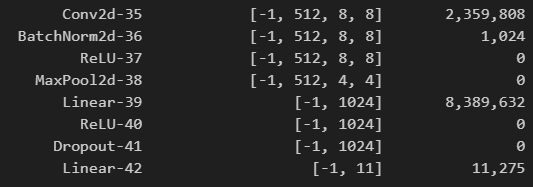 Conv2d-35 [-1, 512, 8, 8] 2,359,808
BatchNorm2d-36 [-1, 512, 8, 8] 1,024
ReLU-37 [-1, 512, 8, 8] 0
MaxPool2d-38 [-1, 512, 4, 4] 0
Linear-39 [-1, 1024] 8,389,632
ReLU-40 [-1, 1024] 0
Dropout-41 [-1, 1024] 0
Linear-42 [-1, 11] 11,275